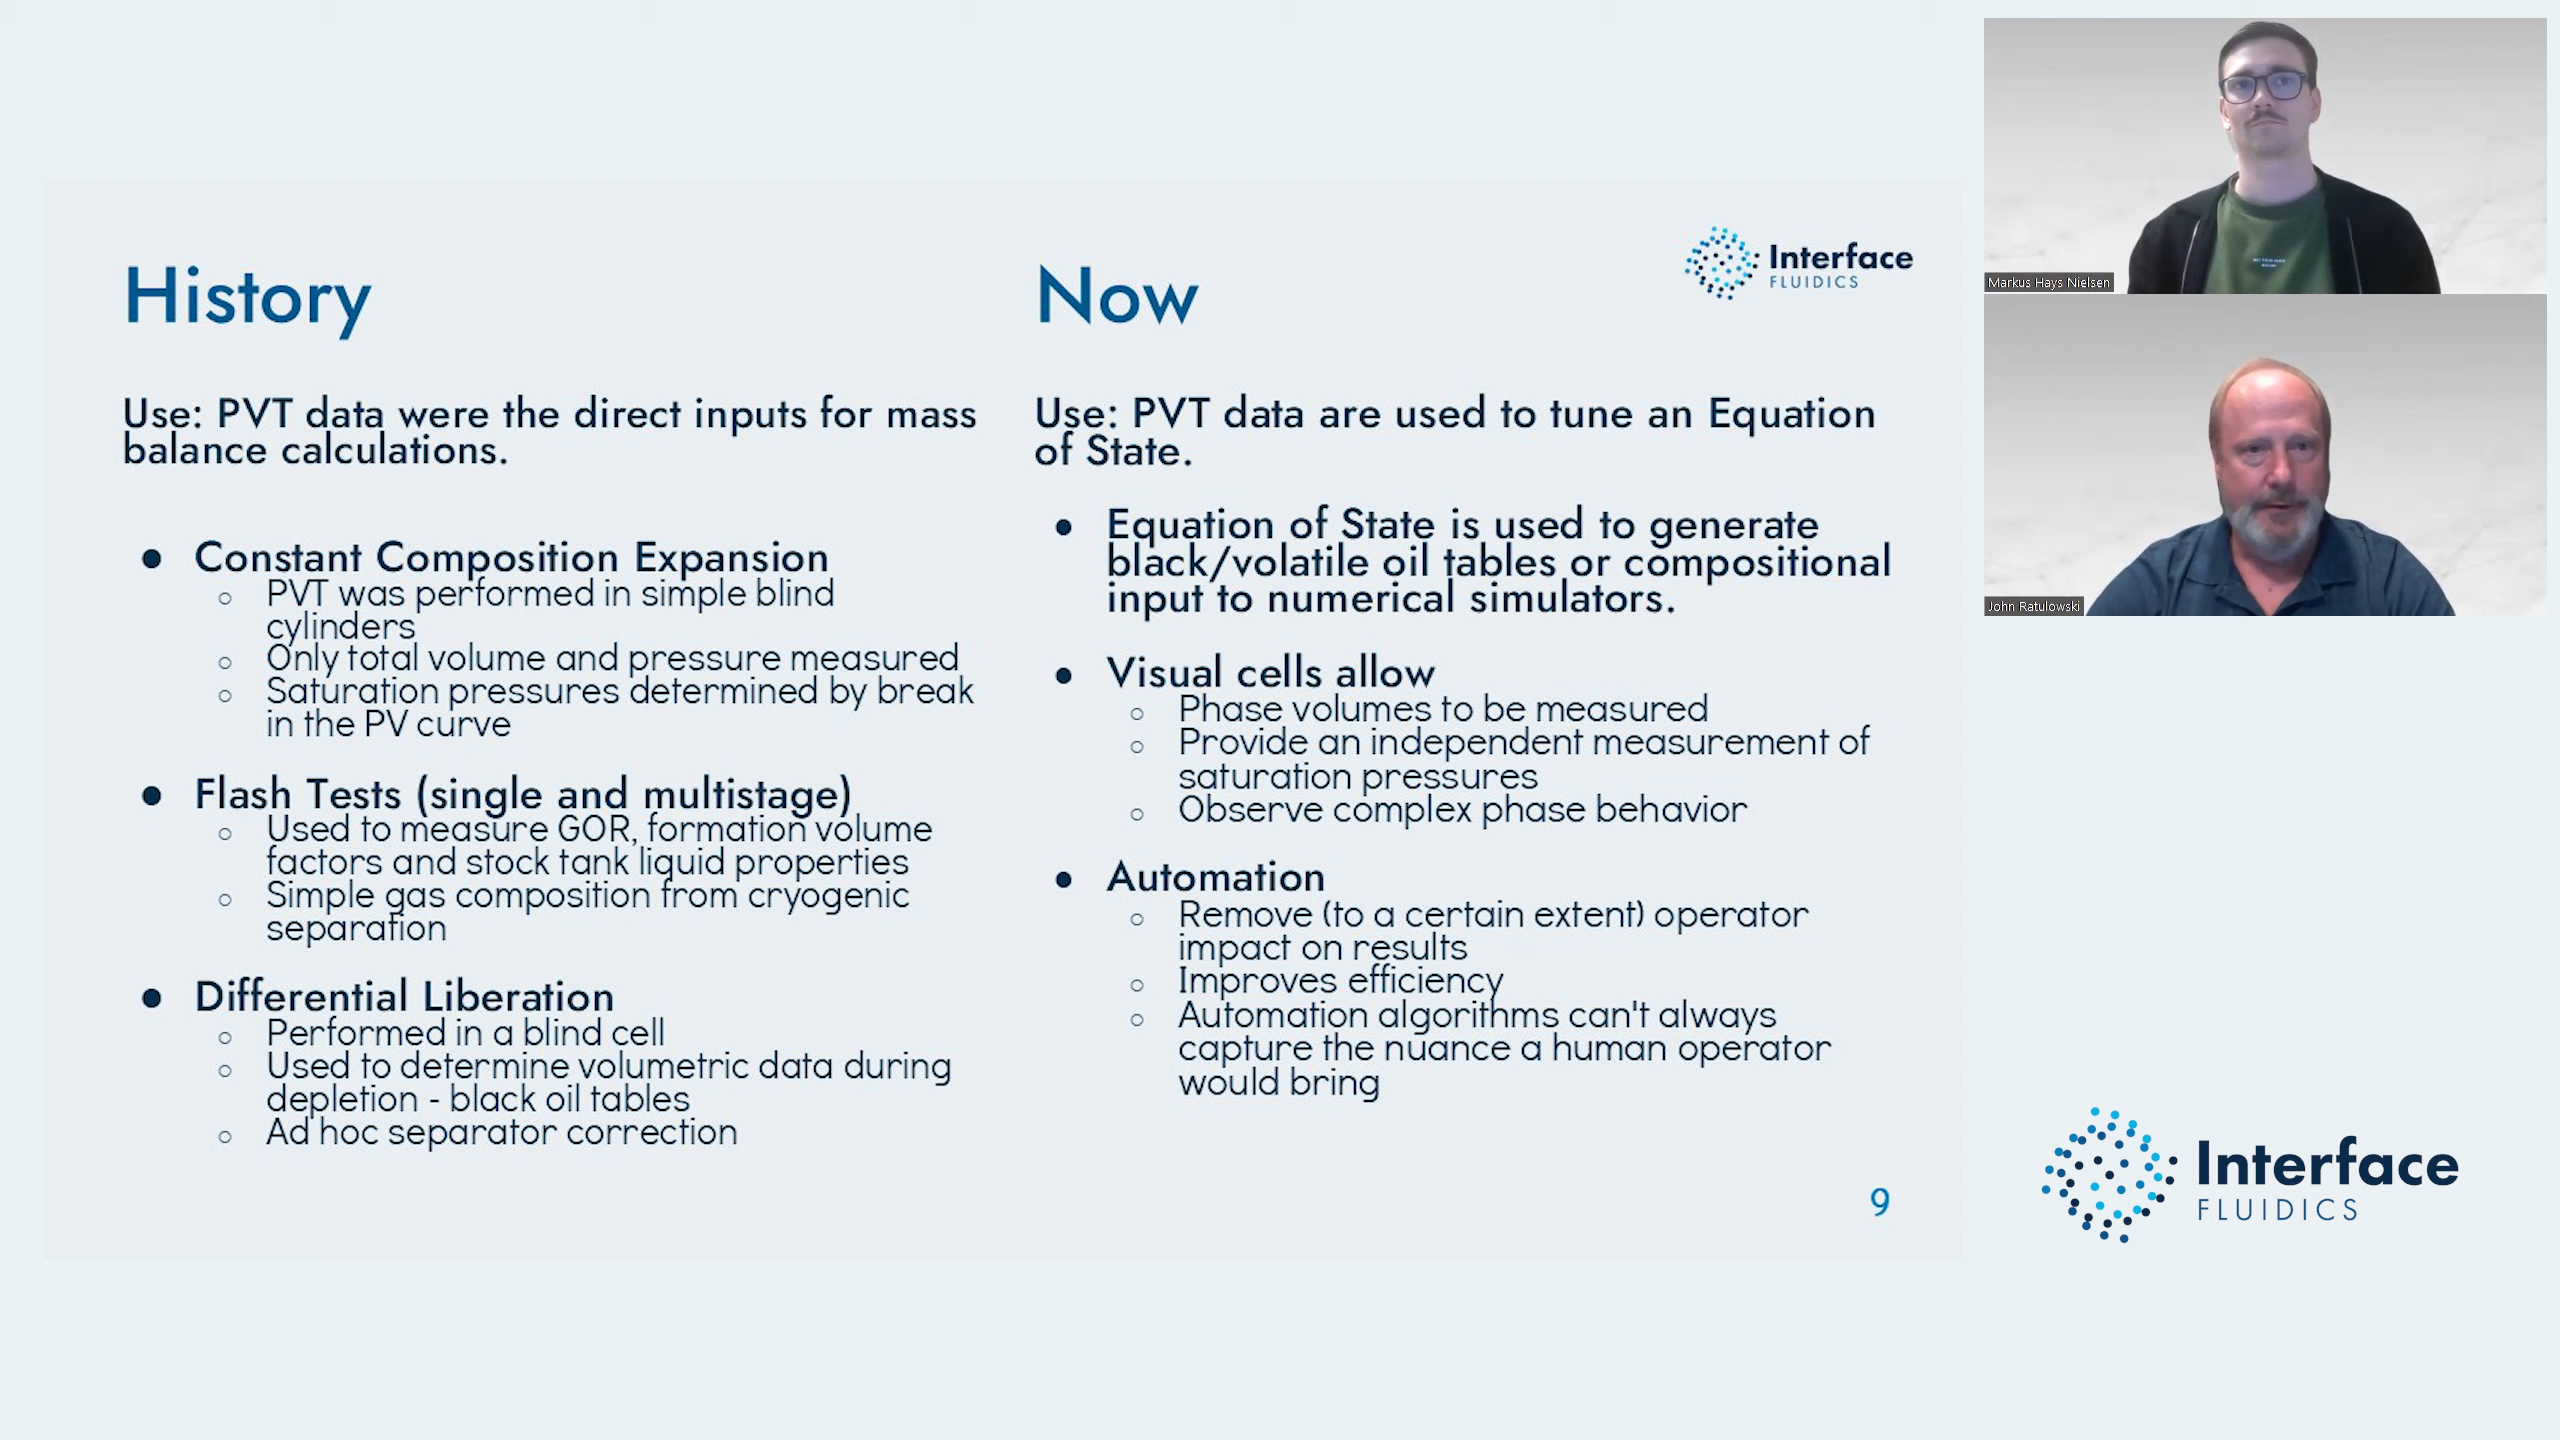 History
Use: PVT data were the direct inputs for mass
balance calculations.
● Constant Composition Expansion
○ PVT was performed in simple blind
cylinders
○ Only total volume and pressure measured
○ Saturation pressures determined by break
in the PV curve
● Flash Tests (single and multistage)
○ Used to measure GOR, formation volume
factors and stock tank liquid properties
○ Simple gas composition from cryogenic
separation
● Differential Liberation
○ Performed in a blind cell
○ Used to determine volumetric data during
depletion - black oil tables
○ Ad hoc separator correction
Now
Interface
FLUIDICS
Use: PVT data are used to tune an Equation
of State.
● Equation of State is used to generate
black/volatile oil tables or compositional
input to numerical simulators.
● Visual cells allow
○ Phase volumes to be measured
○ Provide an independent measurement of
saturation pressures
○ Observe complex phase behavior
● Automation
○ Remove (to a certain extent) operator
impact on results
○ Improves efficiency
○ Automation algorithms can't always
capture the nuance a human operator
would bring
9
Markus Hays Nielsen
John Ratulowski
Interface
FLUIDICS